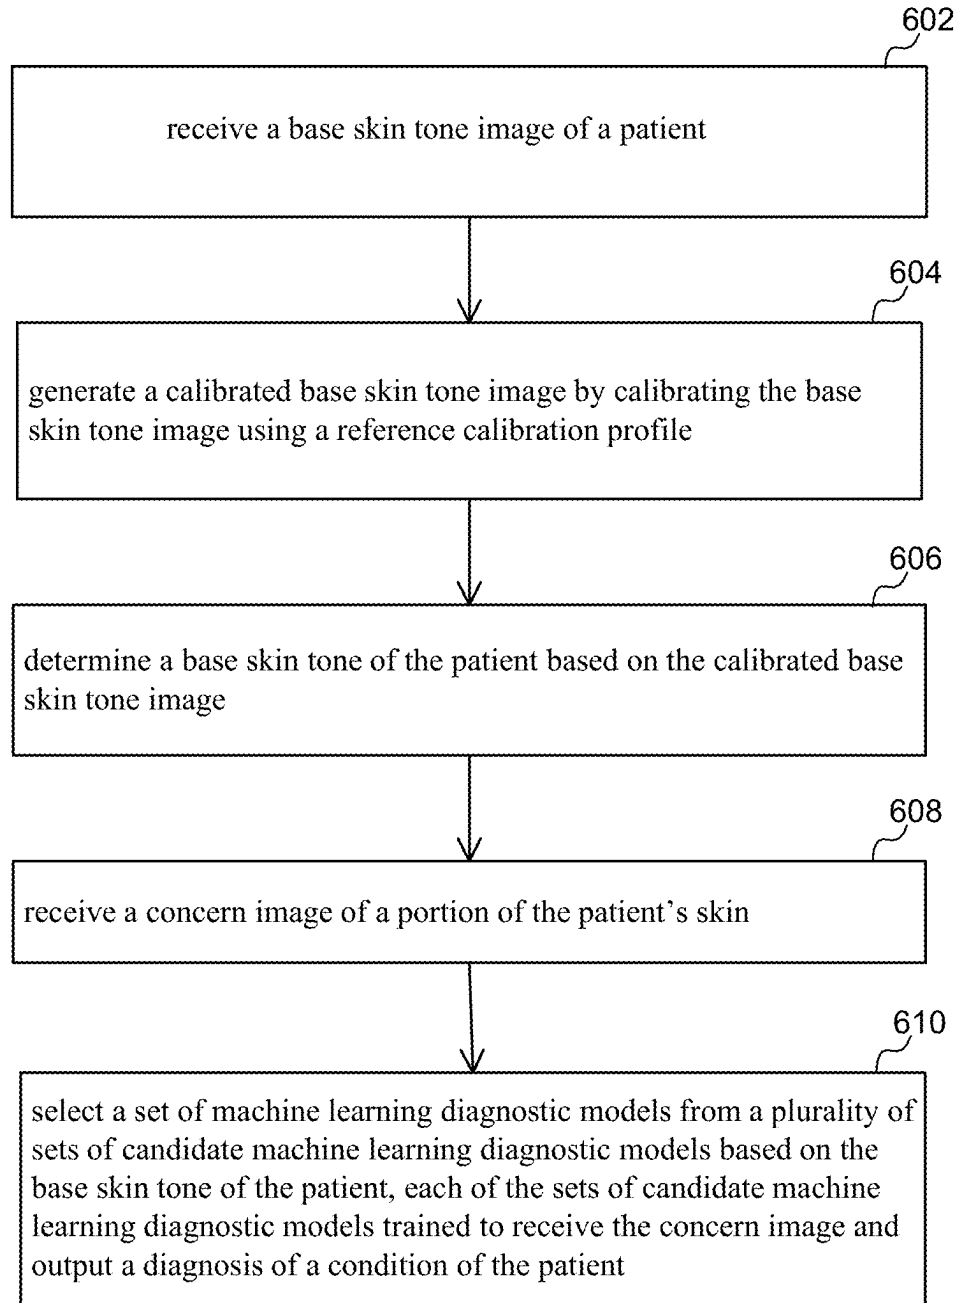 602
receive a base skin tone image of a patient
604
generate a calibrated base skin tone image by calibrating the base
skin tone image using a reference calibration profile
606
determine a base skin tone of the patient based on the calibrated base
skin tone image
608
receive a concern image of a portion of the patient’s skin
610
select a set of machine learning diagnostic models from a plurality of
sets of candidate machine learning diagnostic models based on the
base skin tone of the patient, each of the sets of candidate machine
learning diagnostic models trained to receive the concern image and
output a diagnosis of a condition of the patient